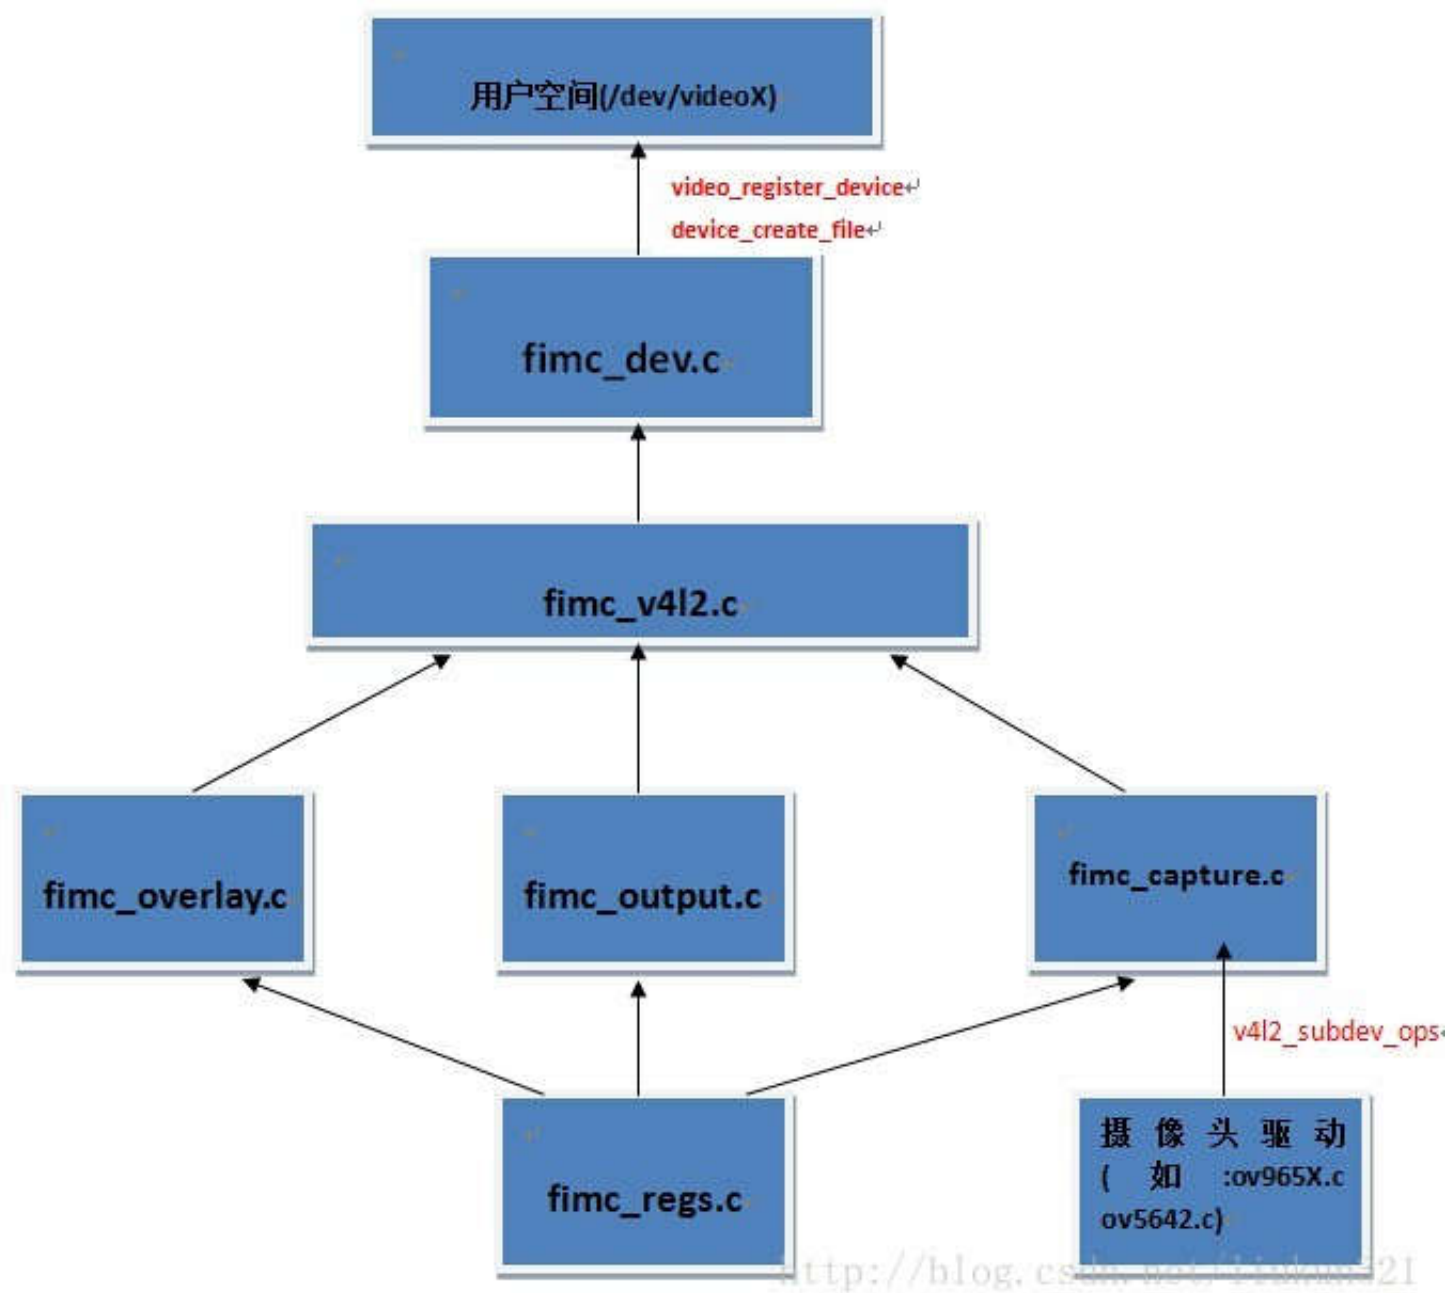 用户空间(/dev/videoX)
video_register_device
device_create_file
fimc_dev.c
fimc_v4l2.c
fimc_overlay.c
fimc_output.c
fimc_capture.c
v4l2_subdev_ops
fimc_regs.c
摄像头驱动
(如:ov965X.c
ov5642.c)